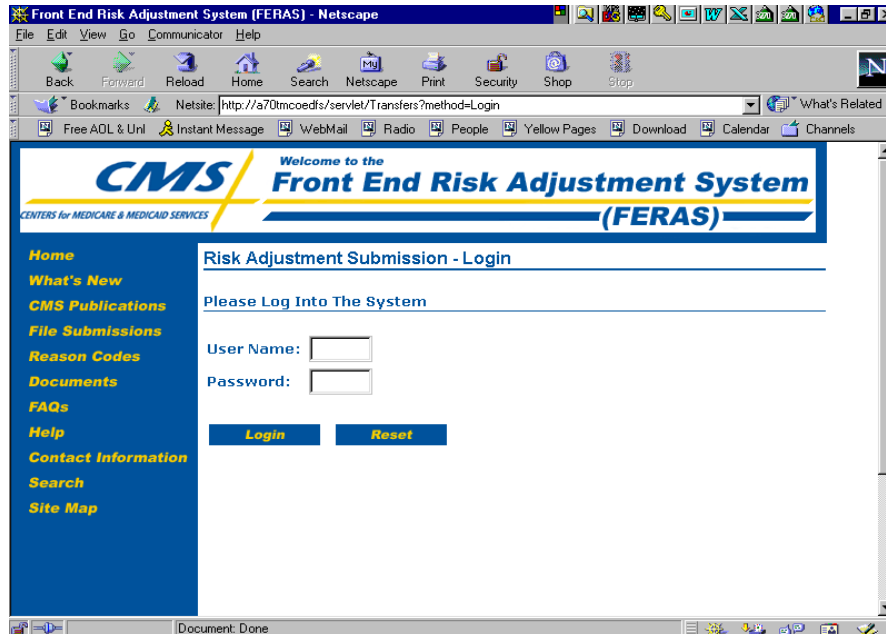 Front End Risk Adjustment System (FERAS) - Netscape
File Edit View Go Communicator Help
Back Forward Reload Home Search Netscape Print Security Shop Stop
Bookmarks Netsite: http://a70tmcoedfs/servlet/Transfers?method=Login What's Related
Free AOL & Unl Instant Message WebMail Radio People Yellow Pages Download Calendar Channels
CMS
CENTERS for MEDICARE & MEDICAID SERVICES
Welcome to the
Front End Risk Adjustment System
(FERAS)
Home
What's New
CMS Publications
File Submissions
Reason Codes
Documents
FAQs
Help
Contact Information
Search
Site Map
Risk Adjustment Submission - Login
Please Log Into The System
User Name:
Password:
Login Reset
Document: Done